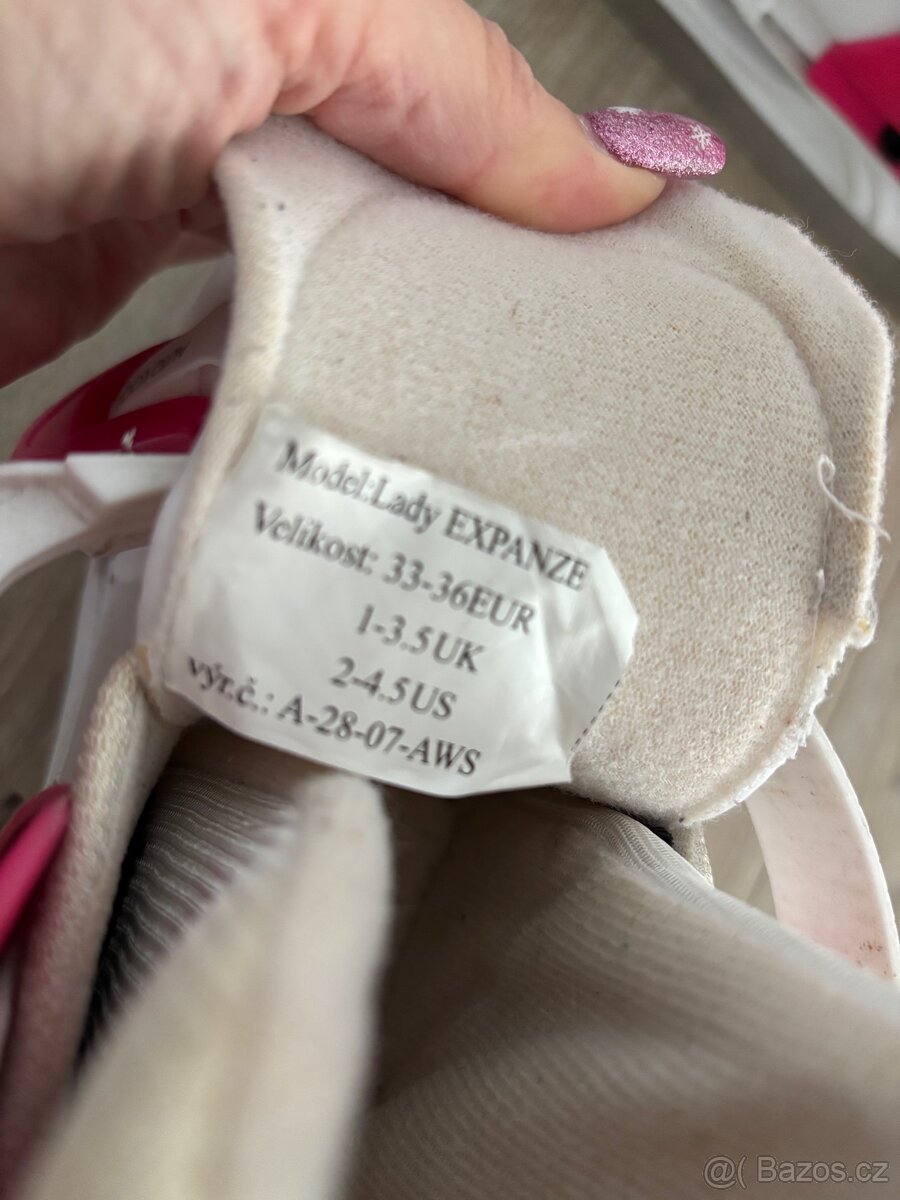 Model:Lady EXPANZE
Velikost: 33-36EUR
1-3.5UK
2-4.5US
výr.č.: A-28-07-AWS
@( Bazos.cz